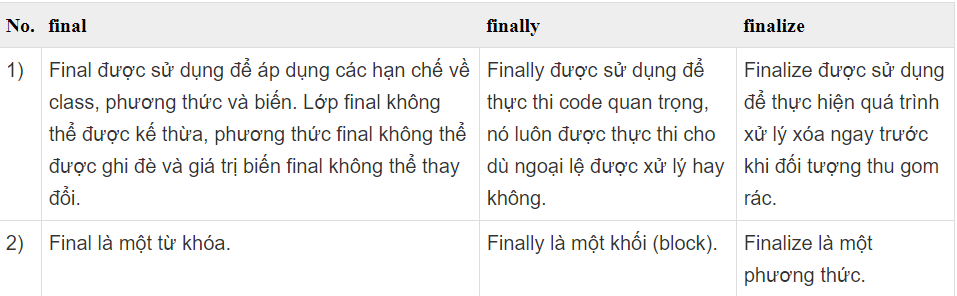 No. final finally finalize
1) Final được sử dụng để áp dụng các hạn chế về
class, phương thức và biến. Lớp final không
thể được kế thừa, phương thức final không thể
được ghi đè và giá trị biến final không thể thay
đổi.
Finally được sử dụng để
thực thi code quan trọng,
nó luôn được thực thi cho
dù ngoại lệ được xử lý hay
không.
Finalize được sử dụng
để thực hiện quá trình
xử lý xóa ngay trước
khi đối tượng thu gom
rác.
2) Final là một từ khóa.
Finally là một khối (block).
Finalize là một
phương thức.